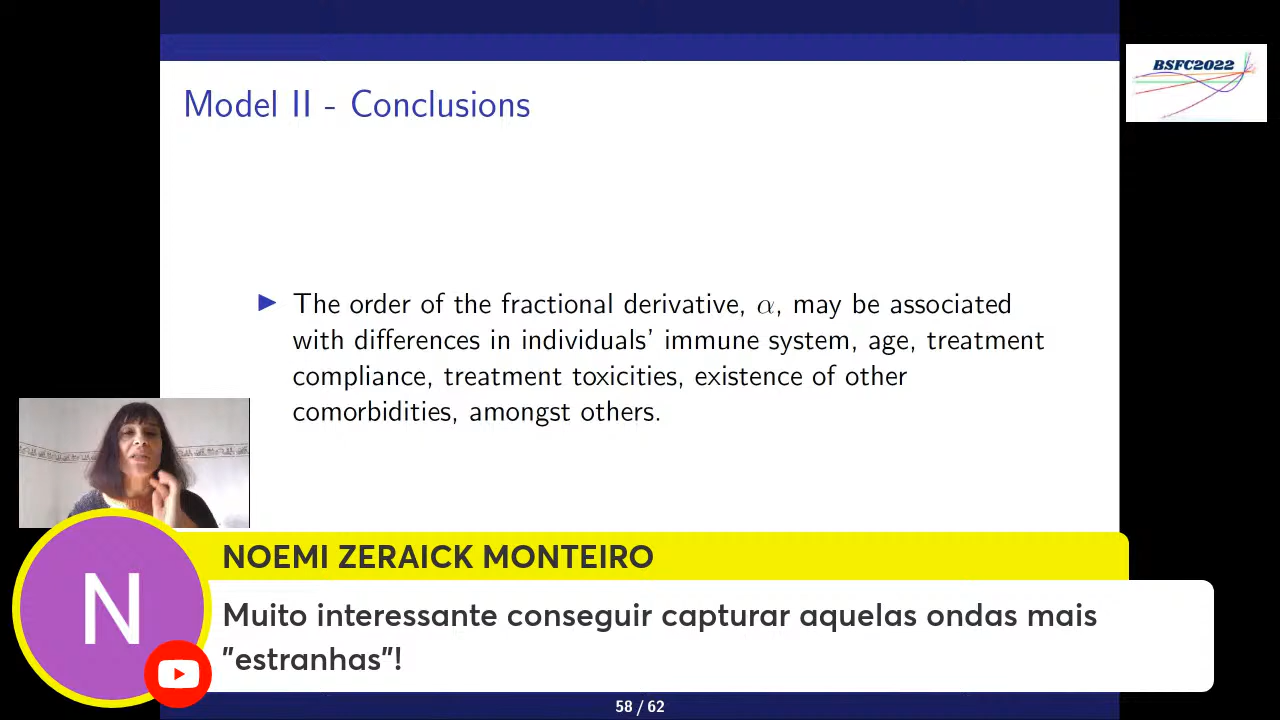 BSFC2022
Model II - Conclusions
▶ The order of the fractional derivative, α, may be associated
with differences in individuals' immune system, age, treatment
compliance, treatment toxicities, existence of other
comorbidities, amongst others.
N
NOEMI ZERAICK MONTEIRO
Muito interessante conseguir capturar aquelas ondas mais
"estranhas"!
58 / 62